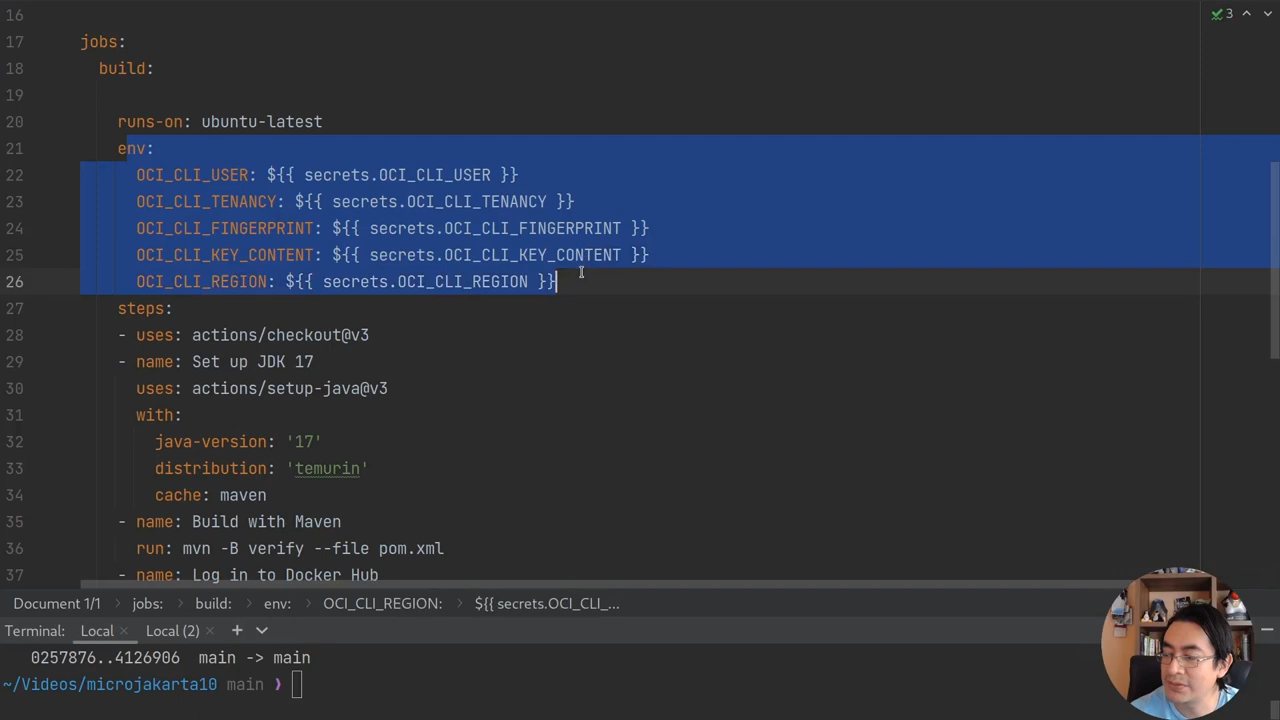 3
16
17 jobs:
18 build:
19
20 runs-on: ubuntu-latest
21 env:
22 OCI_CLI_USER: ${{ secrets.OCI_CLI_USER }}
23 OCI_CLI_TENANCY: ${{ secrets.OCI_CLI_TENANCY }}
24 OCI_CLI_FINGERPRINT: ${{ secrets.OCI_CLI_FINGERPRINT }}
25 OCI_CLI_KEY_CONTENT: ${{ secrets.OCI_CLI_KEY_CONTENT }}
26 OCI_CLI_REGION: ${{ secrets.OCI_CLI_REGION }}
27 steps:
28 - uses: actions/checkout@v3
29 - name: Set up JDK 17
30 uses: actions/setup-java@v3
31 with:
32 java-version: '17'
33 distribution: 'temurin'
34 cache: maven
35 - name: Build with Maven
36 run: mvn -B verify --file pom.xml
37 - name: Log in to Docker Hub
Document 1/1 › jobs: › build: › env: › OCI_CLI_REGION: › ${{ secrets.OCI_CLI_...
Terminal: Local × Local (2) × +
0257876..4126906 main -> main
~/Videos/microjakarta10 main ❯